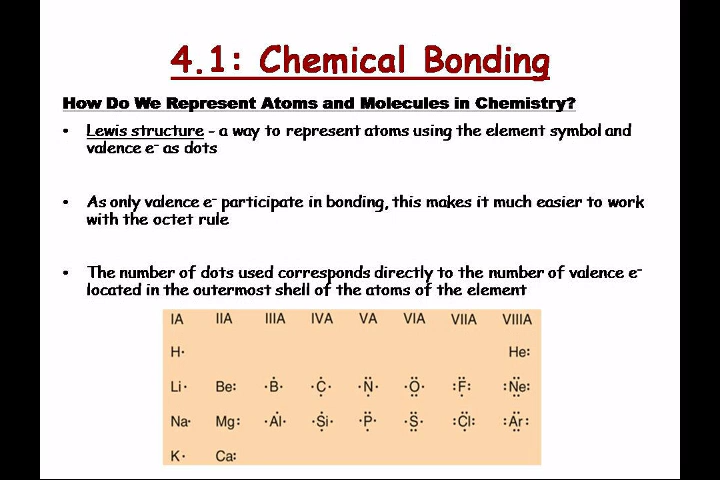 4.1: Chemical Bonding
How Do We Represent Atoms and Molecules in Chemistry?
• Lewis structure - a way to represent atoms using the element symbol and
valence e⁻ as dots
• As only valence e⁻ participate in bonding, this makes it much easier to work
with the octet rule
• The number of dots used corresponds directly to the number of valence e⁻
located in the outermost shell of the atoms of the element
IA IIA IIIA IVA VA VIA VIIA VIIIA
H He
Li Be B C N O F Ne
Na Mg Al Si P S Cl Ar
K Ca